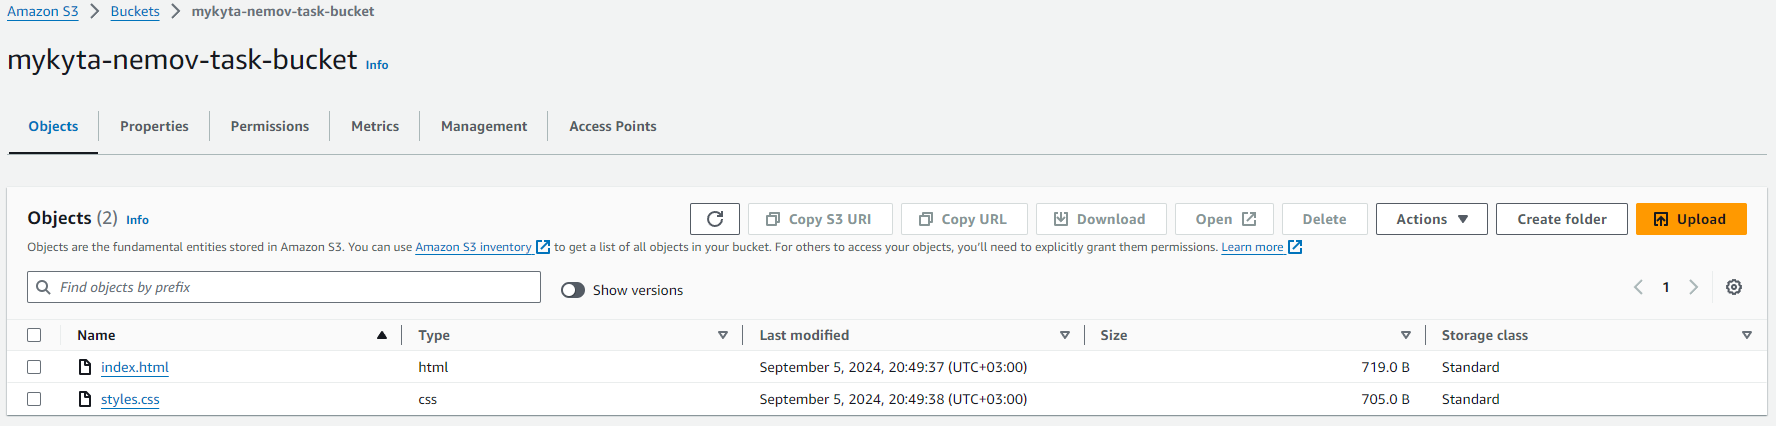 Amazon S3 > Buckets > mykyta-nemov-task-bucket
mykyta-nemov-task-bucket Info
Objects Properties Permissions Metrics Management Access Points
Objects (2) Info Copy S3 URI Copy URL Download Open Delete Actions Create folder Upload
Objects are the fundamental entities stored in Amazon S3. You can use Amazon S3 inventory to get a list of all objects in your bucket. For others to access your objects, you'll need to explicitly grant them permissions. Learn more
Find objects by prefix Show versions 1
Name Type Last modified Size Storage class
index.html html September 5, 2024, 20:49:37 (UTC+03:00) 719.0 B Standard
styles.css css September 5, 2024, 20:49:38 (UTC+03:00) 705.0 B Standard